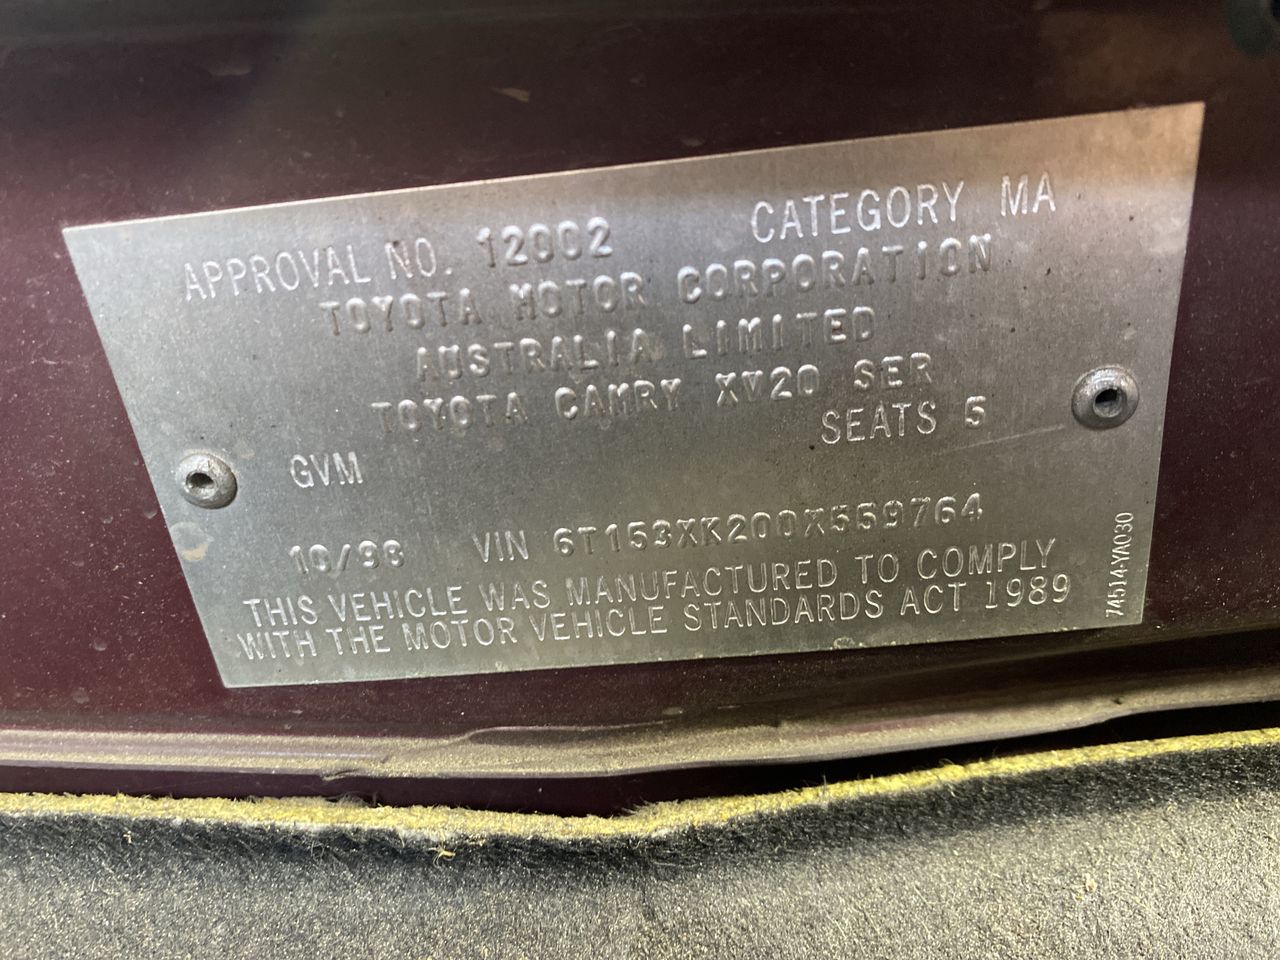 APPROVAL NO. 12002 CATEGORY MA
TOYOTA MOTOR CORPORATION
AUSTRALIA LIMITED
TOYOTA CAMRY XV20 SER
SEATS 5
GVM
10/98 VIN 6T153XK200X559764
THIS VEHICLE WAS MANUFACTURED TO COMPLY
WITH THE MOTOR VEHICLE STANDARDS ACT 1989
74514-YA030